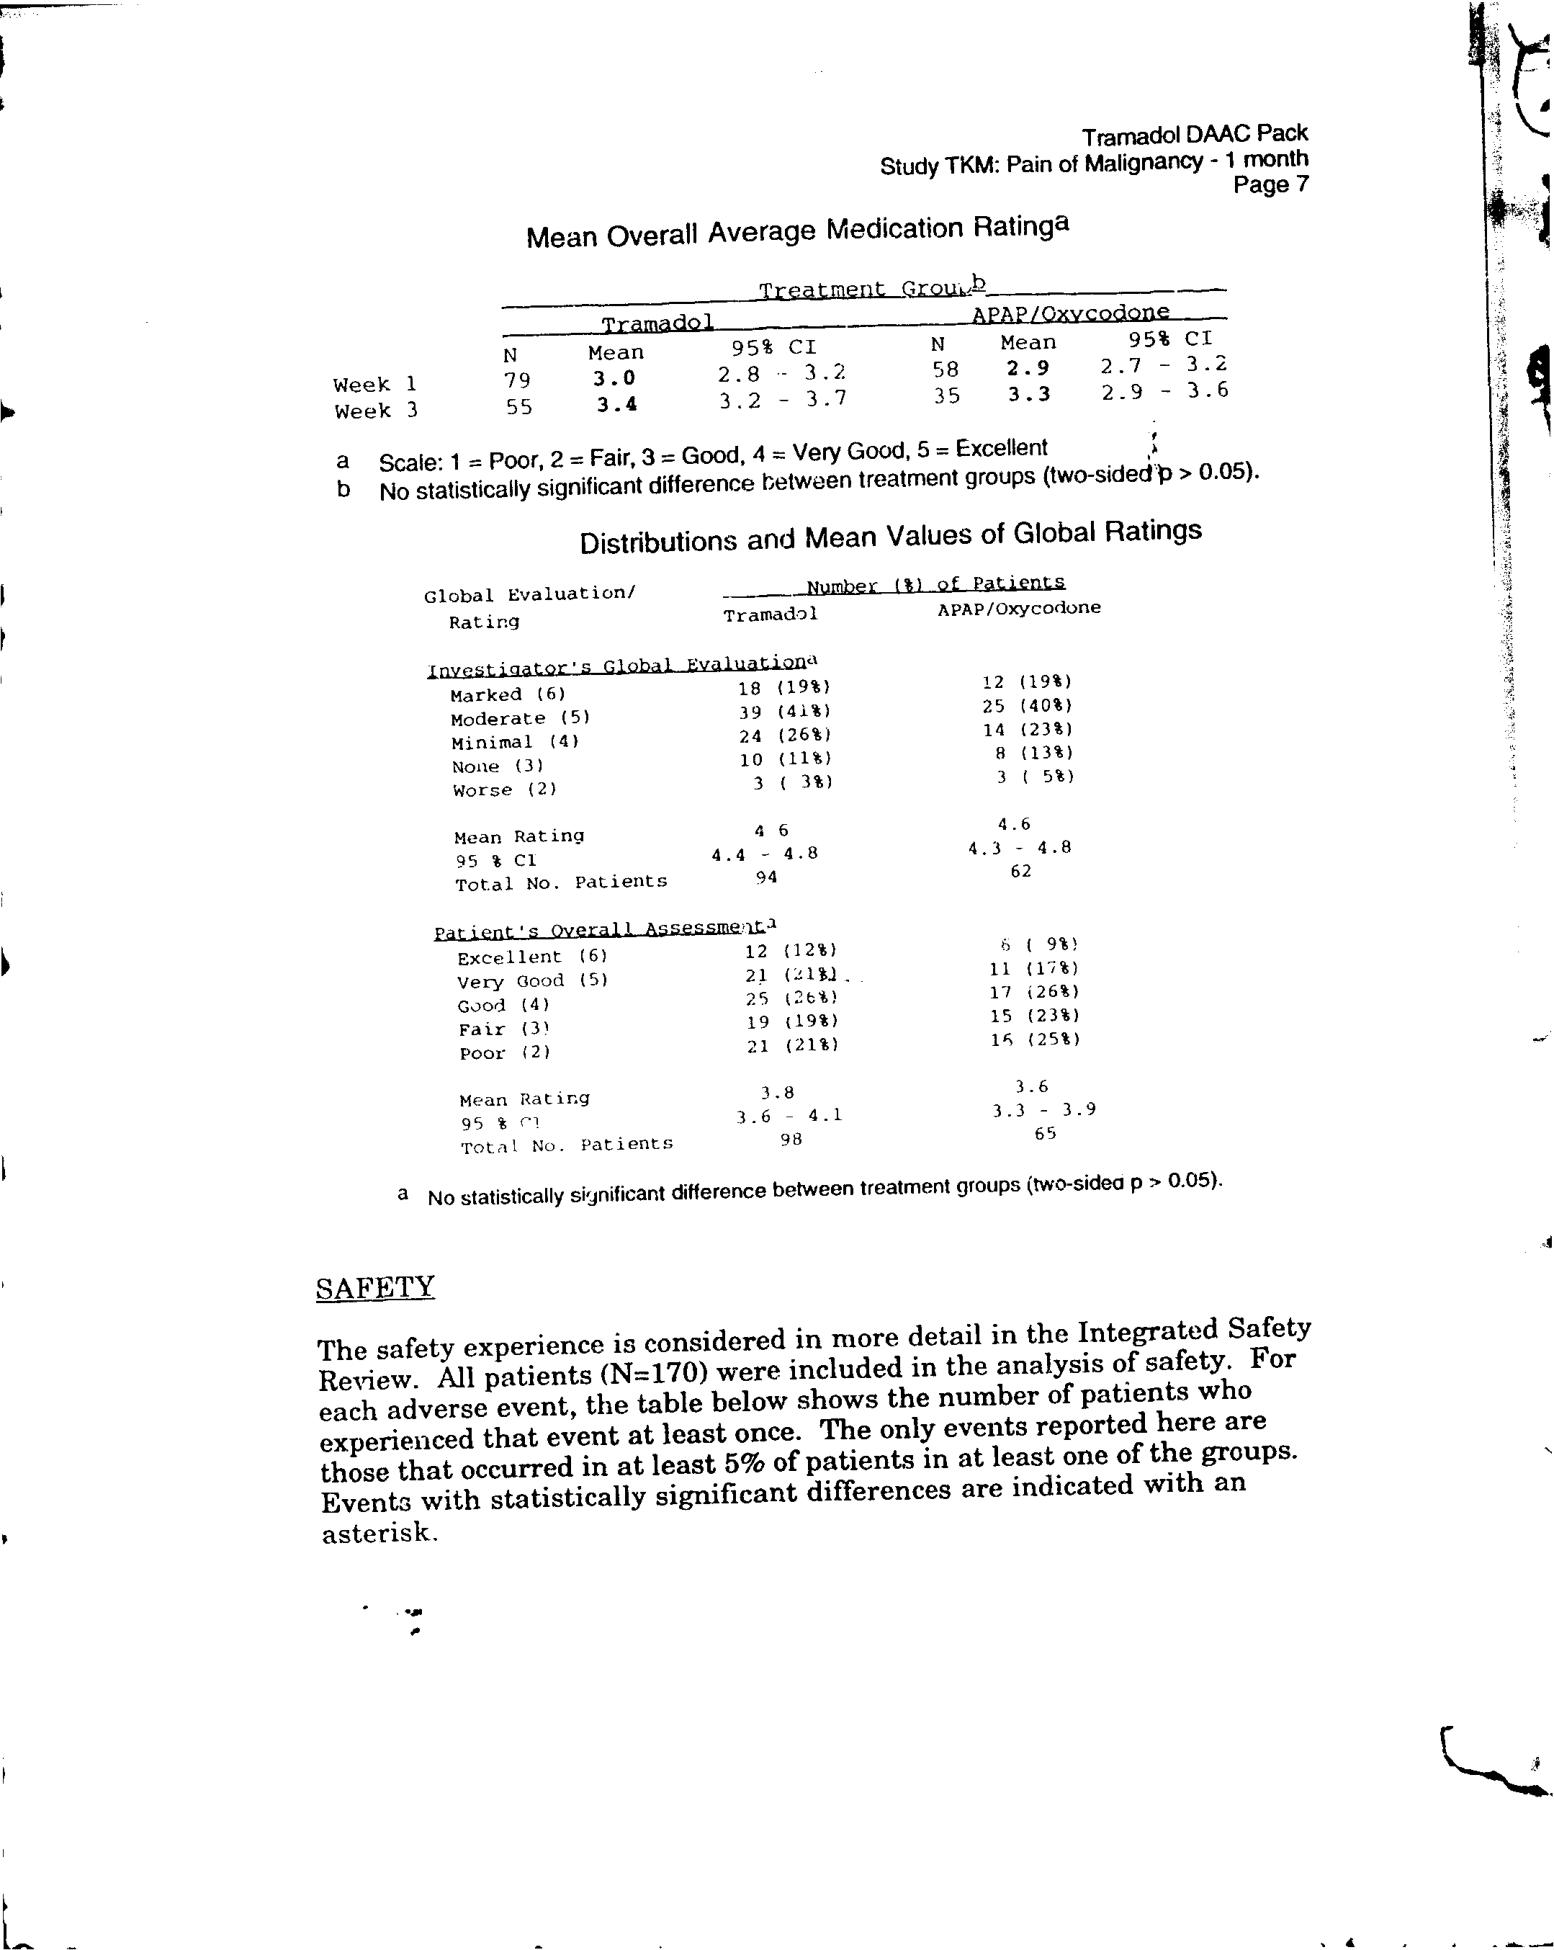 Tramadol DAAC Pack
Study TKM: Pain of Malignancy - 1 month
Page 7
Mean Overall Average Medication Ratinga
Treatment Groupb
Tramadol APAP/Oxycodone
N Mean 95% CI N Mean 95% CI
Week 1 79 3.0 2.8 - 3.2 58 2.9 2.7 - 3.2
Week 3 55 3.4 3.2 - 3.7 35 3.3 2.9 - 3.6
a Scale: 1 = Poor, 2 = Fair, 3 = Good, 4 = Very Good, 5 = Excellent
b No statistically significant difference between treatment groups (two-sided p > 0.05).
Distributions and Mean Values of Global Ratings
Global Evaluation/ Number (%) of Patients
Rating Tramadol APAP/Oxycodone
Investigator's Global Evaluationa
Marked (6) 18 (19%) 12 (19%)
Moderate (5) 39 (41%) 25 (40%)
Minimal (4) 24 (26%) 14 (23%)
None (3) 10 (11%) 8 (13%)
Worse (2) 3 ( 3%) 3 ( 5%)
Mean Rating 4 6 4.6
95 % CI 4.4 - 4.8 4.3 - 4.8
Total No. Patients 94 62
Patient's Overall Assessmenta
Excellent (6) 12 (12%) 6 ( 9%)
Very Good (5) 21 (21%) 11 (17%)
Good (4) 25 (26%) 17 (26%)
Fair (3) 19 (19%) 15 (23%)
Poor (2) 21 (21%) 16 (25%)
Mean Rating 3.8 3.6
95 % CI 3.6 - 4.1 3.3 - 3.9
Total No. Patients 98 65
a No statistically significant difference between treatment groups (two-sided p > 0.05).
SAFETY
The safety experience is considered in more detail in the Integrated Safety
Review. All patients (N=170) were included in the analysis of safety. For
each adverse event, the table below shows the number of patients who
experienced that event at least once. The only events reported here are
those that occurred in at least 5% of patients in at least one of the groups.
Events with statistically significant differences are indicated with an
asterisk.